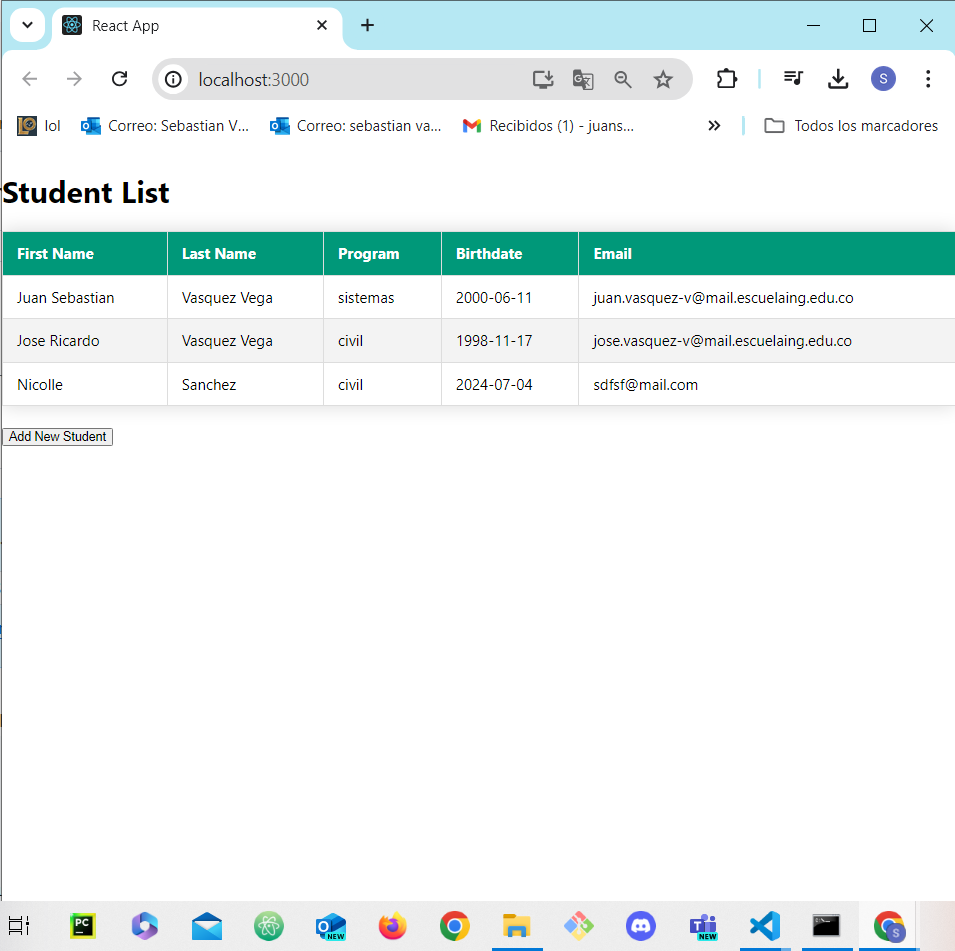 React App
localhost:3000
lol Correo: Sebastian V... Correo: sebastian va... Recibidos (1) - juans... Todos los marcadores
Student List
First Name Last Name Program Birthdate Email
Juan Sebastian Vasquez Vega sistemas 2000-06-11 juan.vasquez-v@mail.escuelaing.edu.co
Jose Ricardo Vasquez Vega civil 1998-11-17 jose.vasquez-v@mail.escuelaing.edu.co
Nicolle Sanchez civil 2024-07-04 sdfsf@mail.com
Add New Student
PC NEW NEW S